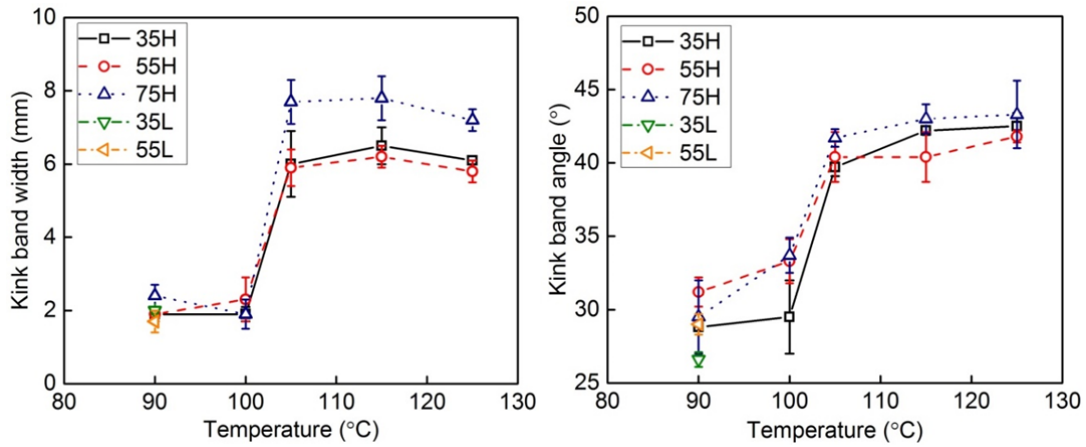 10
8
6
4
2
0
80 90 100 110 120 130
Kink band width (mm)
Temperature (°C)
35H
55H
75H
35L
55L
50
45
40
35
30
25
80 90 100 110 120 130
Kink band angle (°)
Temperature (°C)
35H
55H
75H
35L
55L